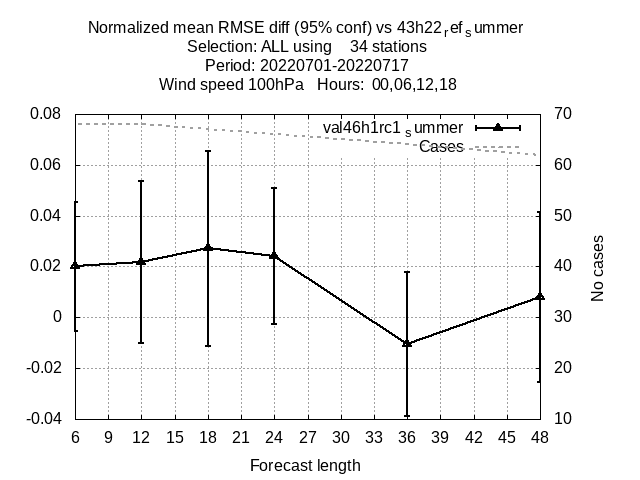 Normalized mean RMSE diff (95% conf) vs 43h22refsummer
Selection: ALL using 34 stations
Period: 20220701-20220717
Wind speed 100hPa Hours: 00,06,12,18
val46h1rc1summer
Cases
0.08
0.06
0.04
0.02
0
-0.02
-0.04
70
60
50
40
30
20
10
No cases
6 9 12 15 18 21 24 27 30 33 36 39 42 45 48
Forecast length